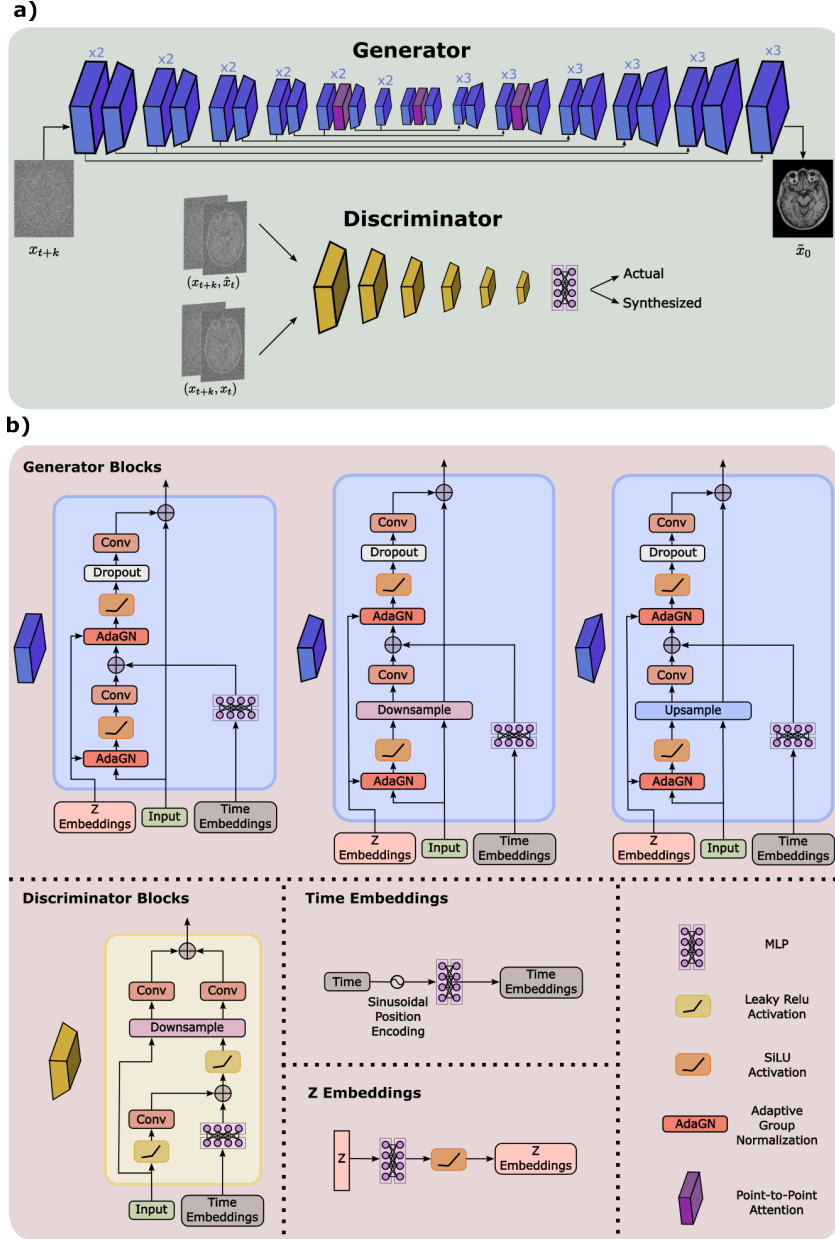 a)
Generator
x2 x2 x2 x2 x2 x2 x3 x3 x3 x3 x3 x3
x_{t+k}
x̃_0
Discriminator
(x_{t+k}, x̂_t)
Actual
Synthesized
(x_{t+k}, x_t)
b)
Generator Blocks
Conv
Dropout
AdaGN
Conv
AdaGN
Z
Embeddings
Input
Time
Embeddings
Conv
Dropout
AdaGN
Conv
Downsample
AdaGN
Z
Embeddings
Input
Time
Embeddings
Conv
Dropout
AdaGN
Conv
Upsample
AdaGN
Z
Embeddings
Input
Time
Embeddings
Discriminator Blocks
Conv Conv
Downsample
Conv
Input
Time
Embeddings
Time Embeddings
Time
Sinusoidal
Position
Encoding
Time
Embeddings
Z Embeddings
Z
Z
Embeddings
MLP
Leaky Relu
Activation
SiLU
Activation
AdaGN
Adaptive
Group
Normalization
Point-to-Point
Attention